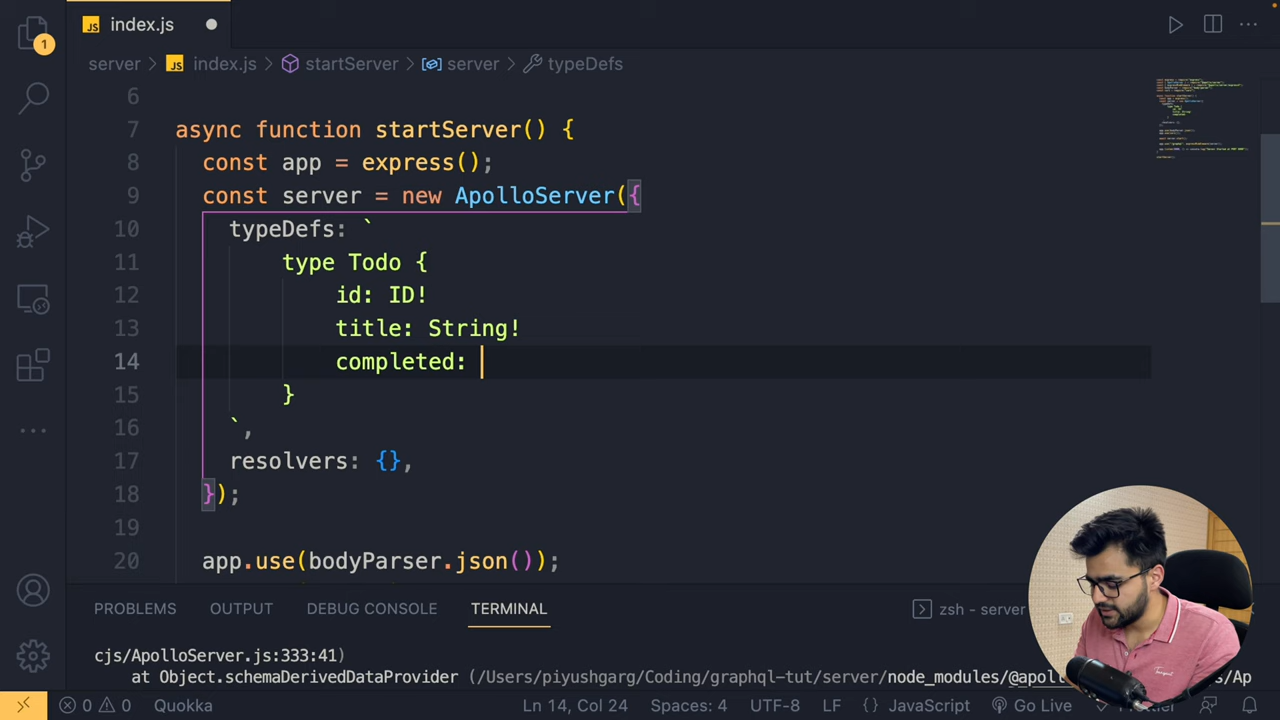 JS index.js
1
server > JS index.js > startServer > server > typeDefs
6
7 async function startServer() {
8 const app = express();
9 const server = new ApolloServer({
10 typeDefs: `
11 type Todo {
12 id: ID!
13 title: String!
14 completed:
15 }
16 `,
17 resolvers: {},
18 });
19
20 app.use(bodyParser.json());
PROBLEMS OUTPUT DEBUG CONSOLE TERMINAL zsh - server
cjs/ApolloServer.js:333:41)
at Object.schemaDerivedDataProvider (/Users/piyushgarg/Coding/graphql-tut/server/node_modules/@apoll
0 0 Quokka Ln 14, Col 24 Spaces: 4 UTF-8 LF {} JavaScript Go Live Prettier